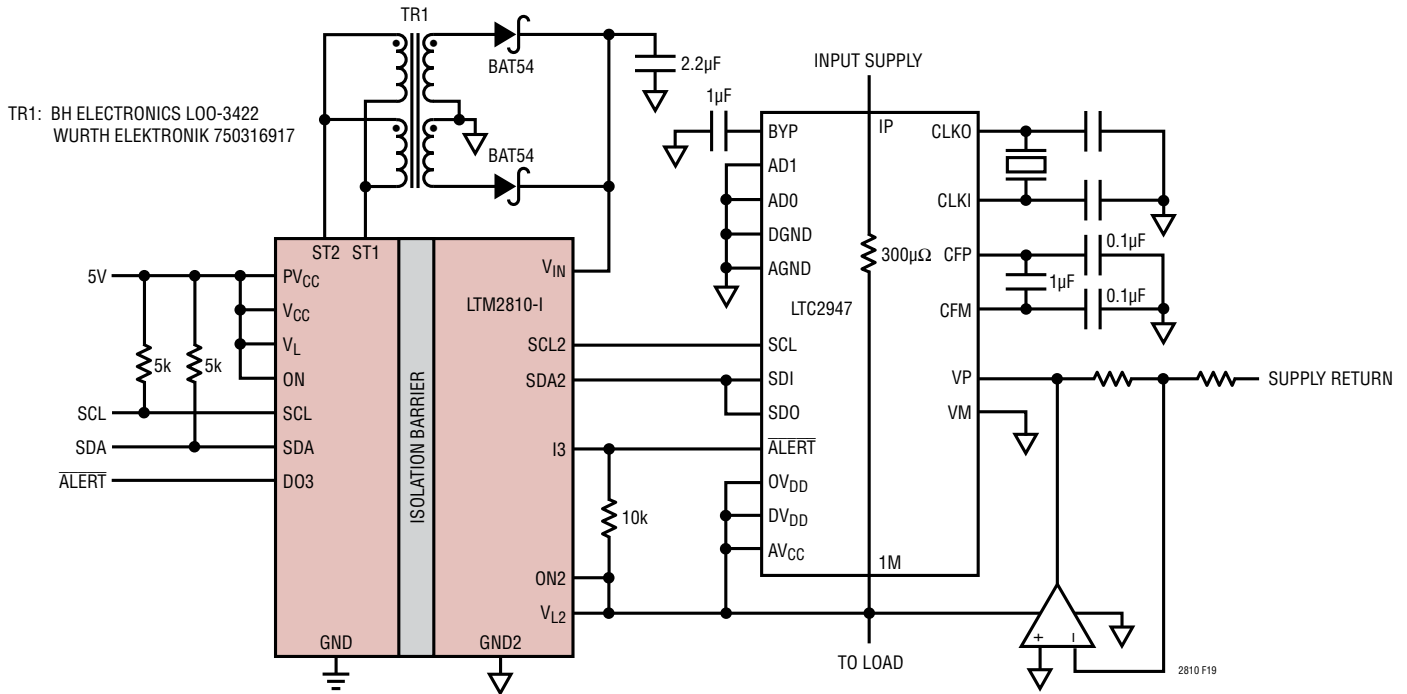 TR1
BAT54
2.2µF
TR1: BH ELECTRONICS LOO-3422
WURTH ELEKTRONIK 750316917
BAT54
INPUT SUPPLY
1µF
BYP
IP
CLKO
AD1
AD0
CLKI
DGND
AGND
300µΩ
CFP
0.1µF
1µF
LTC2947
CFM
0.1µF
ST2
ST1
5V
PVCC
VIN
LTM2810-I
VCC
VL
SCL2
SCL
5k
5k
ON
SDA2
SDI
VP
SUPPLY RETURN
SCL
SCL
SDO
VM
SDA
SDA
I3
ALERT
ALERT
DO3
ISOLATION BARRIER
OVDD
10k
DVDD
AVCC
1M
ON2
VL2
GND
GND2
TO LOAD
+
–
2810 F19